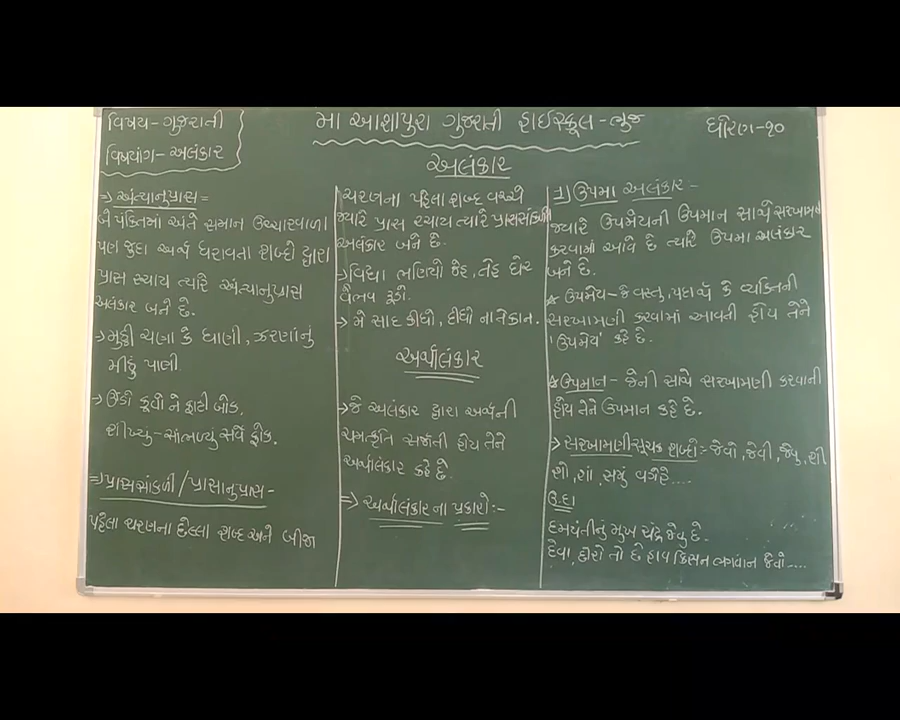 વિષય - ગુજરાતી
વિષયાંગ - અલંકાર
મા આશાપુરા ગુજરાતી હાઈસ્કૂલ - ભુજ
ધોરણ - ૧૦
અલંકાર
⇒ અંત્યાનુપ્રાસ =
બે પંક્તિમાં અંતે સમાન ઉચ્ચારવાળા
પણ જુદા અર્થ ધરાવતા શબ્દો દ્વારા
પ્રાસ રચાય ત્યારે અંત્યાનુપ્રાસ
અલંકાર બને છે.
→ મુઠ્ઠી ચણા કે ધાણી, ઝરણાંનું
મીઠું પાણી.
→ ઊંડો કૂવો ને ફાટી બોક,
શીખ્યું - સાંભળ્યું સર્વ ફોક.
⇒ પ્રાસસાંકળી / પ્રાસાનુપ્રાસ -
પહેલા ચરણના છેલ્લા શબ્દ અને બીજા
ચરણના પહેલા શબ્દ વચ્ચે
જ્યારે પ્રાસ રચાય ત્યારે પ્રાસસાંકળી
અલંકાર બને છે.
→ વિદ્યા ભણિયો જેહ, તેહ ઘેર
વૈભવ રૂડો.
→ મેં સાદ કીધો, દીધો ના તેં કાન.
અર્થાલંકાર
→ જે અલંકાર દ્વારા અર્થની
ચમત્કૃતિ સર્જાતી હોય તેને
અર્થાલંકાર કહે છે.
⇒ અર્થાલંકારના પ્રકારો :-
૧) ઉપમા અલંકાર :-
જ્યારે ઉપમેયની ઉપમાન સાથે સરખામણી
કરવામાં આવે છે ત્યારે ઉપમા અલંકાર
બને છે.
★ ઉપમેય - જે વસ્તુ, પદાર્થ કે વ્યક્તિની
સરખામણી કરવામાં આવતી હોય તેને
'ઉપમેય' કહે છે.
★ ઉપમાન - જેની સાથે સરખામણી કરવાની
હોય તેને ઉપમાન કહે છે.
→ સરખામણીસૂચક શબ્દો = જેવો, જેવી, જેવું, શી
શો, શાં, સમું વગેરે....
ઉ.દા
દમયંતીનું મુખ ચંદ્ર જેવું છે.
દેવા, હોરો તો છે હાવ કિસન ભગવાન જેવો....